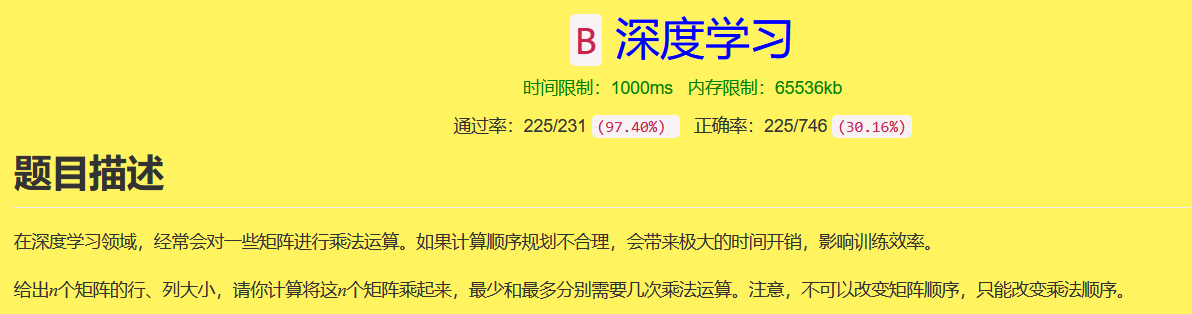 B 深度学习
时间限制：1000ms 内存限制：65536kb
通过率：225/231 (97.40%) 正确率：225/746 (30.16%)
题目描述
在深度学习领域，经常会对一些矩阵进行乘法运算。如果计算顺序规划不合理，会带来极大的时间开销，影响训练效率。
给出n个矩阵的行、列大小，请你计算将这n个矩阵乘起来，最少和最多分别需要几次乘法运算。注意，不可以改变矩阵顺序，只能改变乘法顺序。